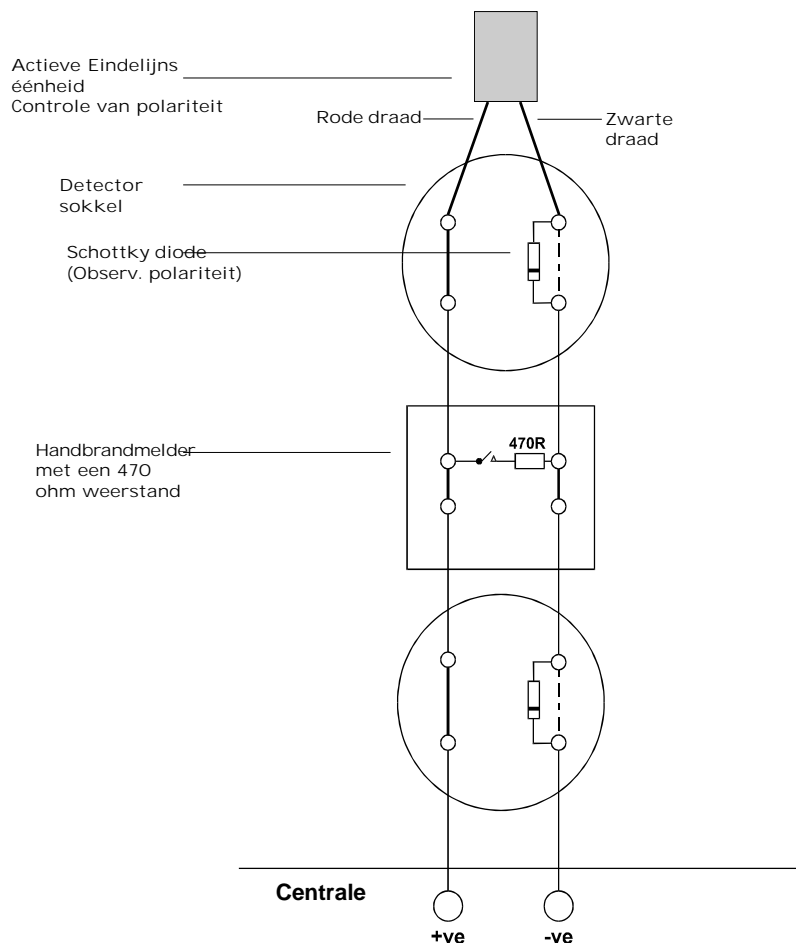 Actieve Eindelijns
éénheid
Controle van polariteit
Rode draad
Zwarte
draad
Detector
sokkel
Schottky diode
(Observ. polariteit)
Handbrandmelder
met een 470
ohm weerstand
470R
Centrale
+ve
-ve